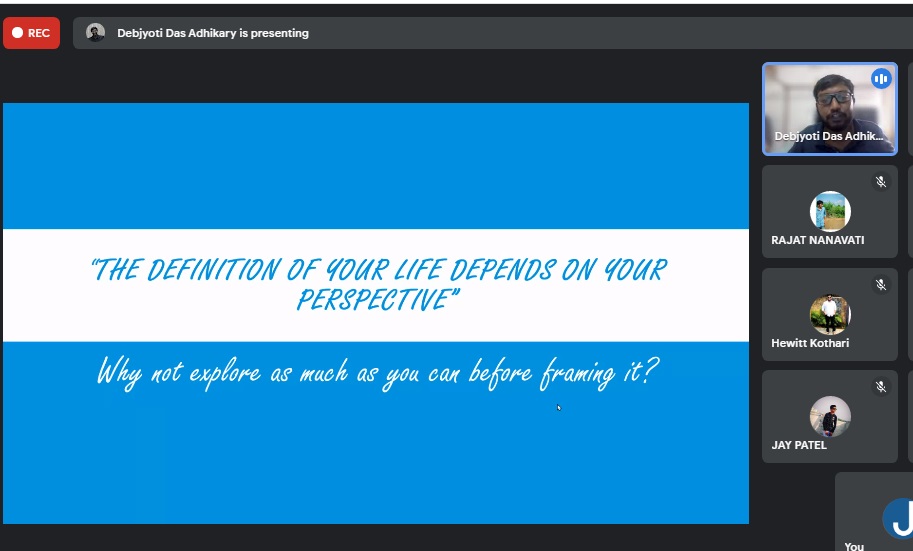 REC
Debjyoti Das Adhikary is presenting
Debjyoti Das Adhik...
RAJAT NANAVATI
"THE DEFINITION OF YOUR LIFE DEPENDS ON YOUR
PERSPECTIVE"
Why not explore as much as you can before framing it?
Hewitt Kothari
JAY PATEL
J
You